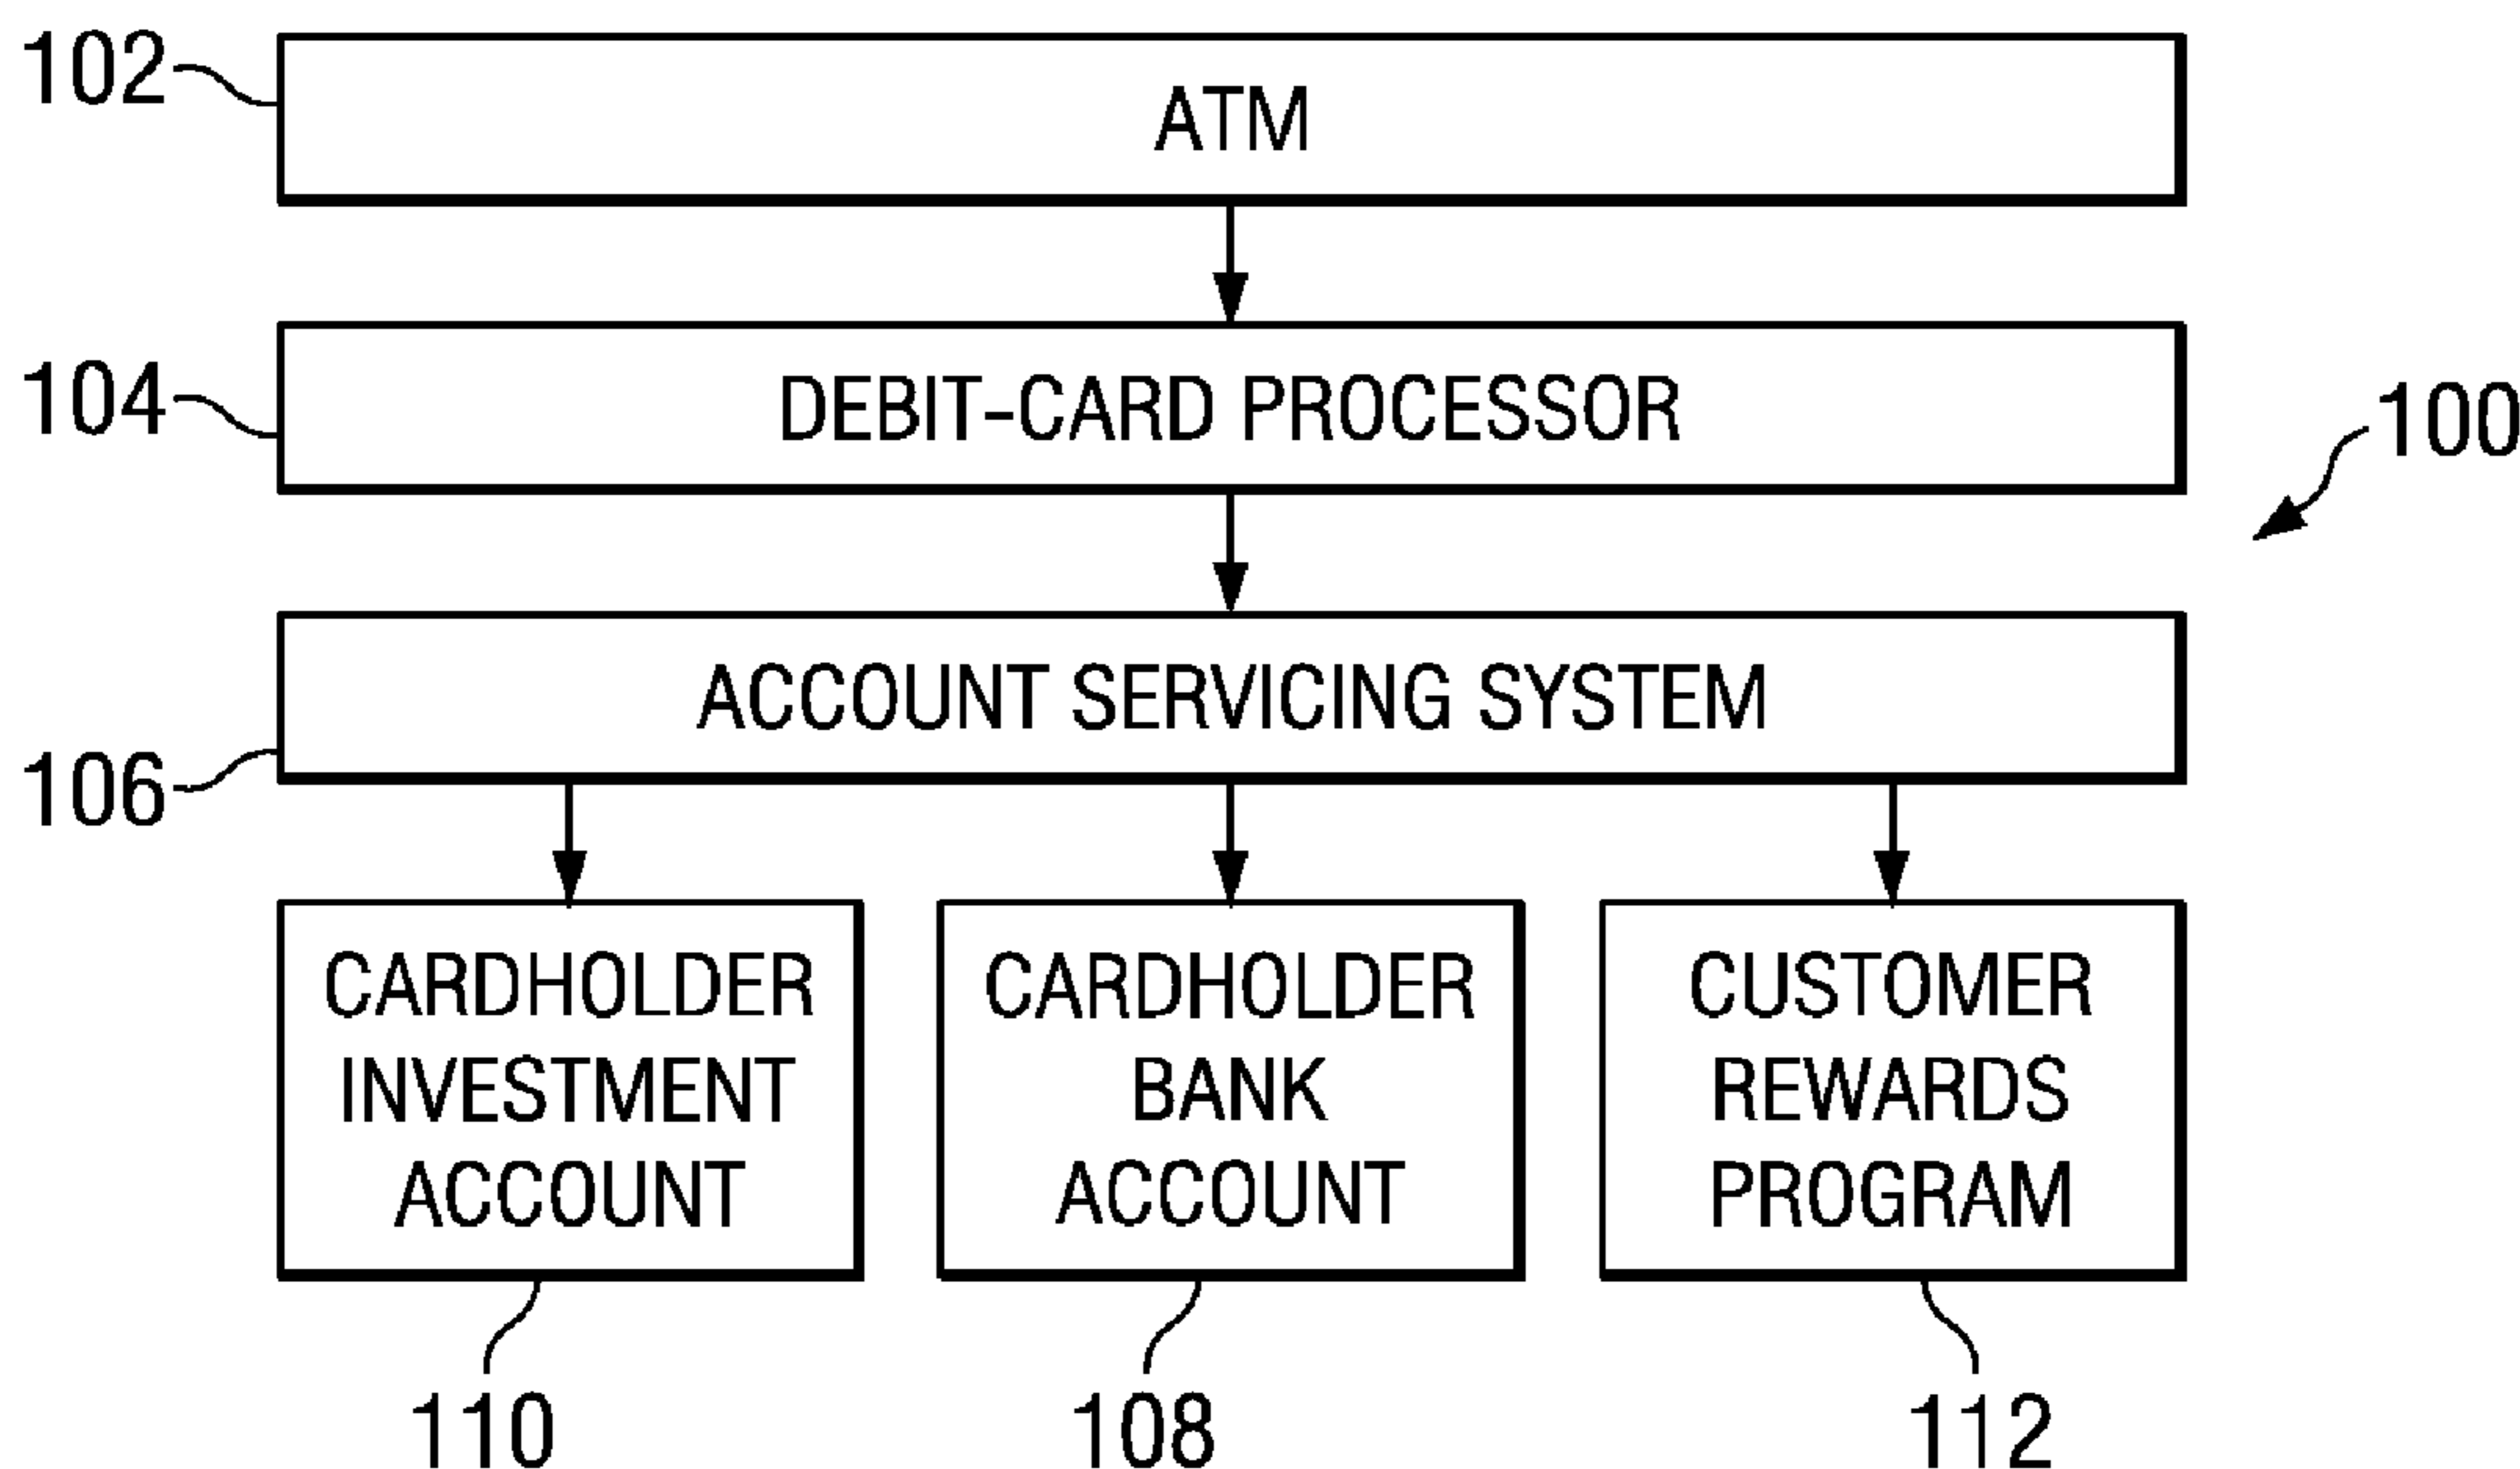 102
ATM
104
DEBIT-CARD PROCESSOR
100
ACCOUNT SERVICING SYSTEM
106
CARDHOLDER
INVESTMENT
ACCOUNT
CARDHOLDER
BANK
ACCOUNT
CUSTOMER
REWARDS
PROGRAM
110
108
112